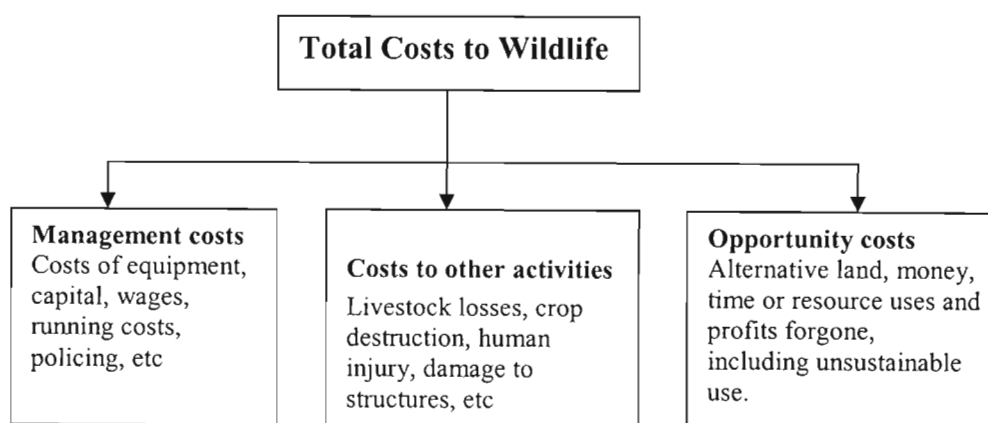 Total Costs to Wildlife
Management costs
Costs of equipment,
capital, wages,
running costs,
policing, etc
Costs to other activities
Livestock losses, crop
destruction, human
injury, damage to
structures, etc
Opportunity costs
Alternative land, money,
time or resource uses and
profits forgone,
including unsustainable
use.